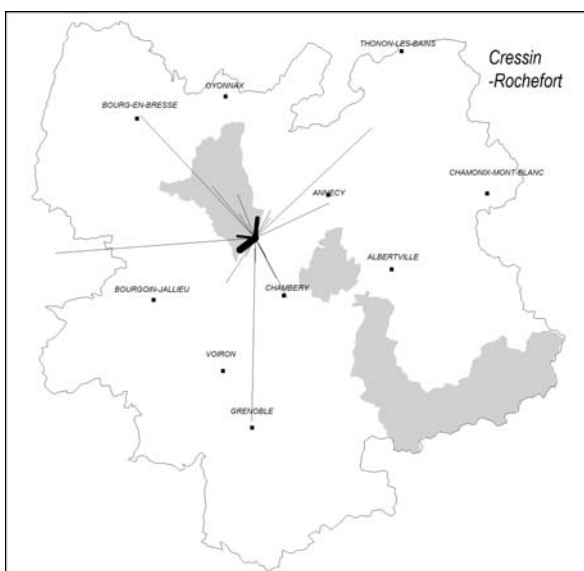 THONON-LES-BAINS
Cressin
-Rochefort
OYONNAX
BOURG-EN-BRESSE
CHAMONIX-MONT-BLANC
ANNECY
ALBERTVILLE
BOURGOIN-JALLIEU
CHAMBERY
VOIRON
GRENOBLE